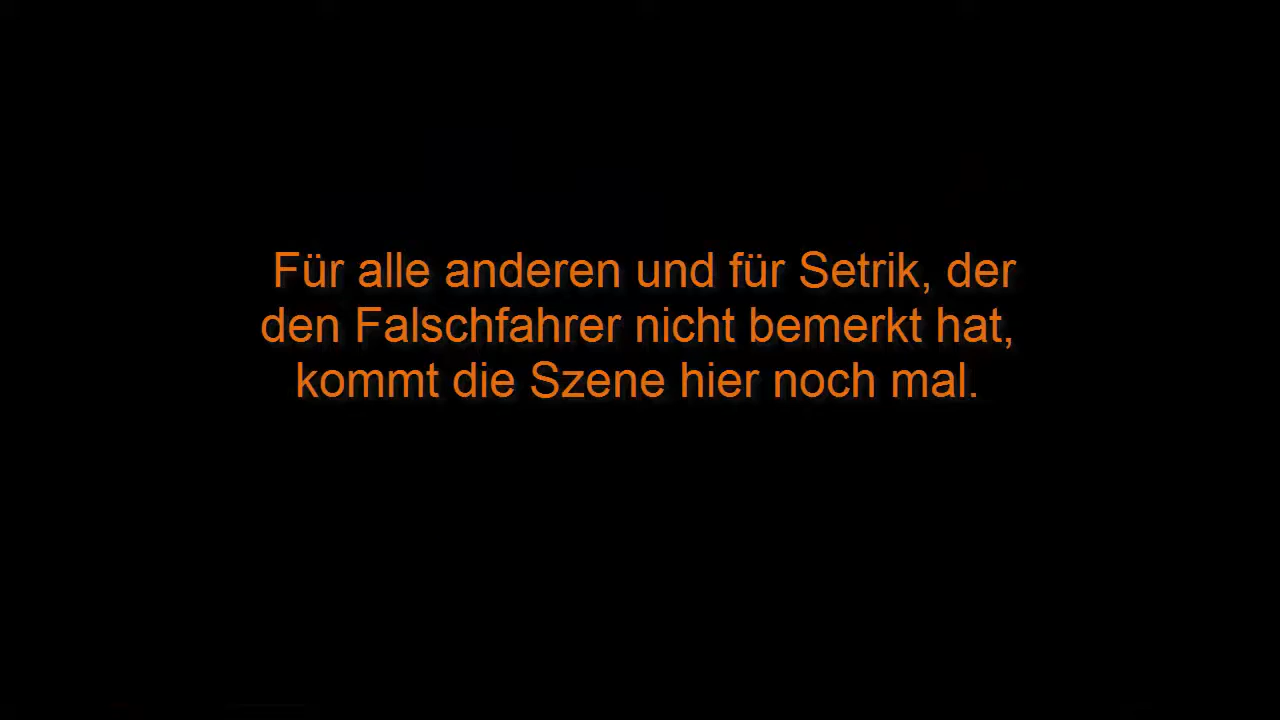 Für alle anderen und für Setrik, der
den Falschfahrer nicht bemerkt hat,
kommt die Szene hier noch mal.